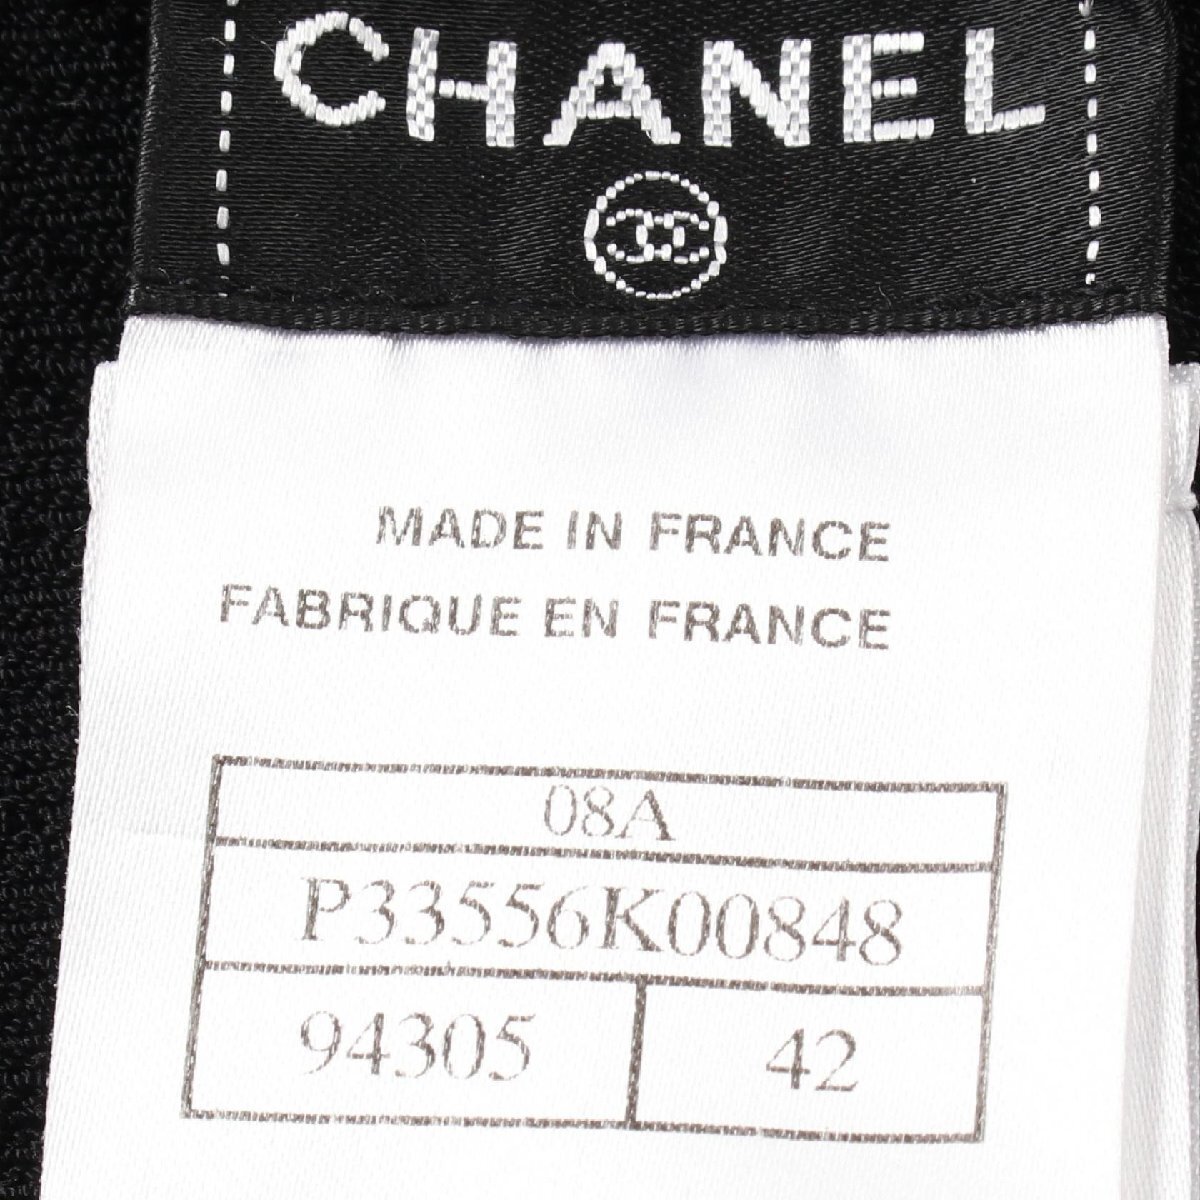 CHANEL
MADE IN FRANCE
FABRIQUE EN FRANCE
08A
P33556K00848
94305 42